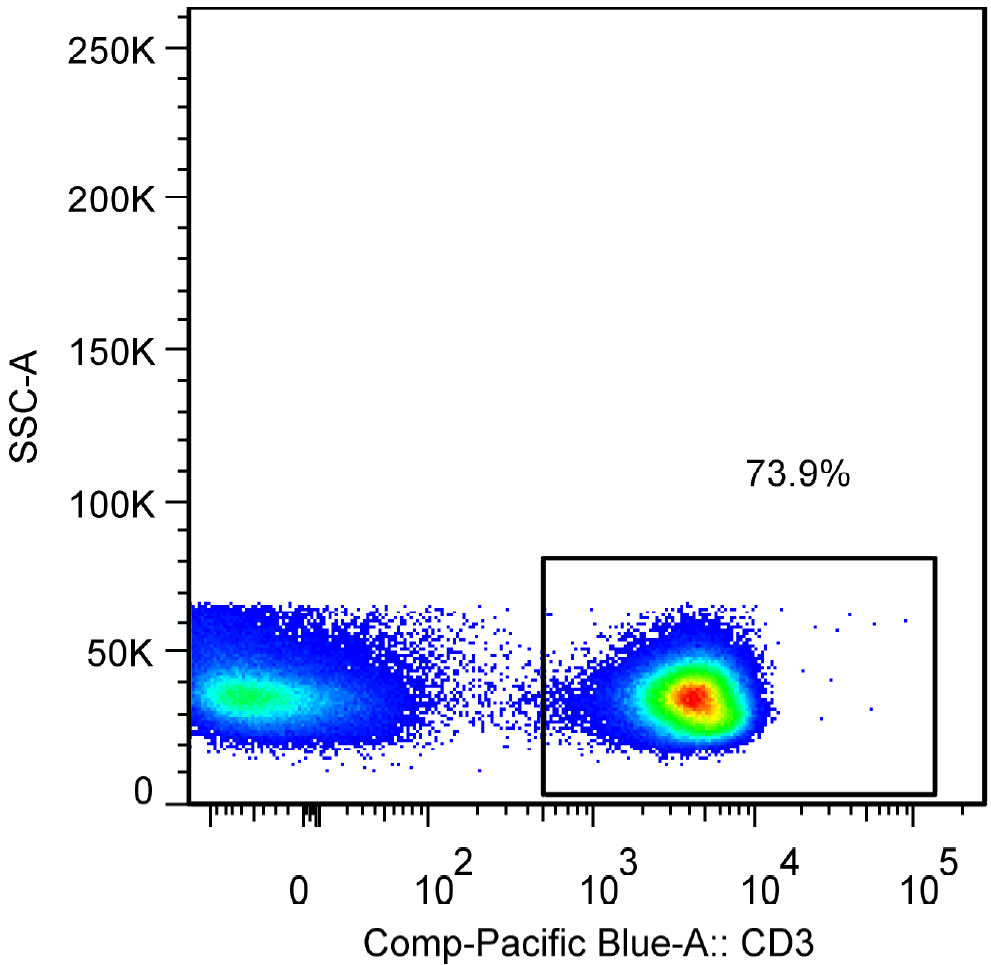 250K
200K
150K
100K
50K
0
SSC-A
73.9%
0 10^2 10^3 10^4 10^5
Comp-Pacific Blue-A:: CD3